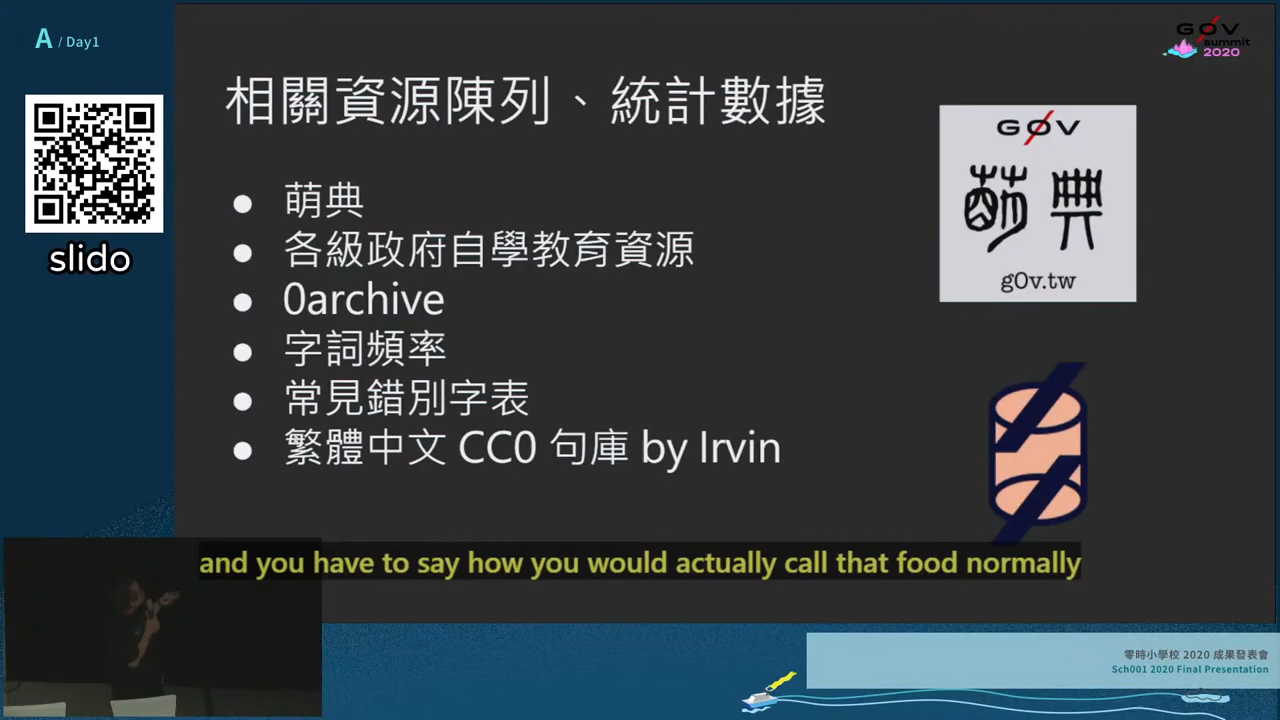 A / Day1
slido
G0V
summit
2020
相關資源陳列、統計數據
● 萌典
● 各級政府自學教育資源
● 0archive
● 字詞頻率
● 常見錯別字表
● 繁體中文 CC0 句庫 by Irvin
G0V
萌典
g0v.tw
and you have to say how you would actually call that food normally
零時小學校 2020 成果發表會
Sch001 2020 Final Presentation